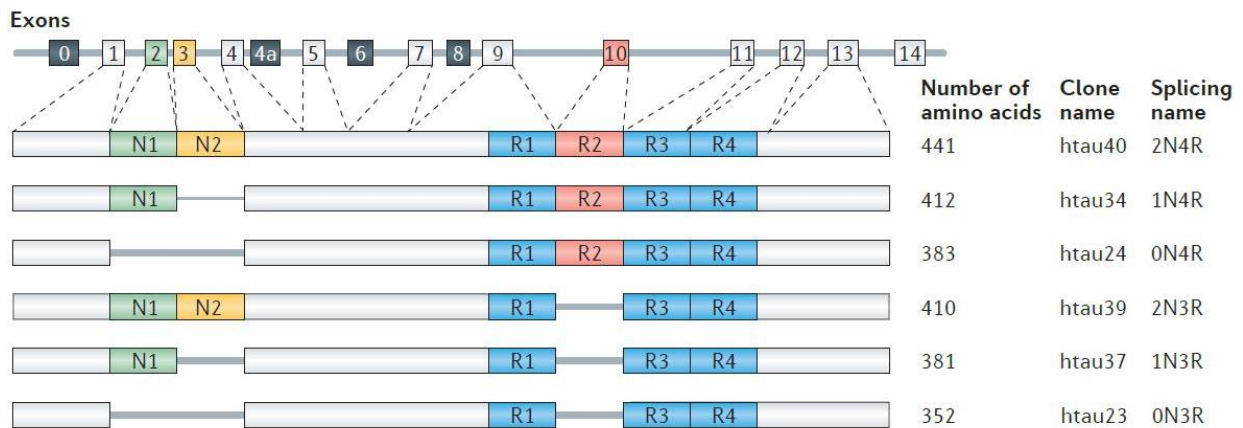 Exons
0 1 2 3 4 4a 5 6 7 8 9 10 11 12 13 14
Number of amino acids Clone name Splicing name
N1 N2 R1 R2 R3 R4 441 htau40 2N4R
N1 R1 R2 R3 R4 412 htau34 1N4R
R1 R2 R3 R4 383 htau24 0N4R
N1 N2 R1 R3 R4 410 htau39 2N3R
N1 R1 R3 R4 381 htau37 1N3R
R1 R3 R4 352 htau23 0N3R